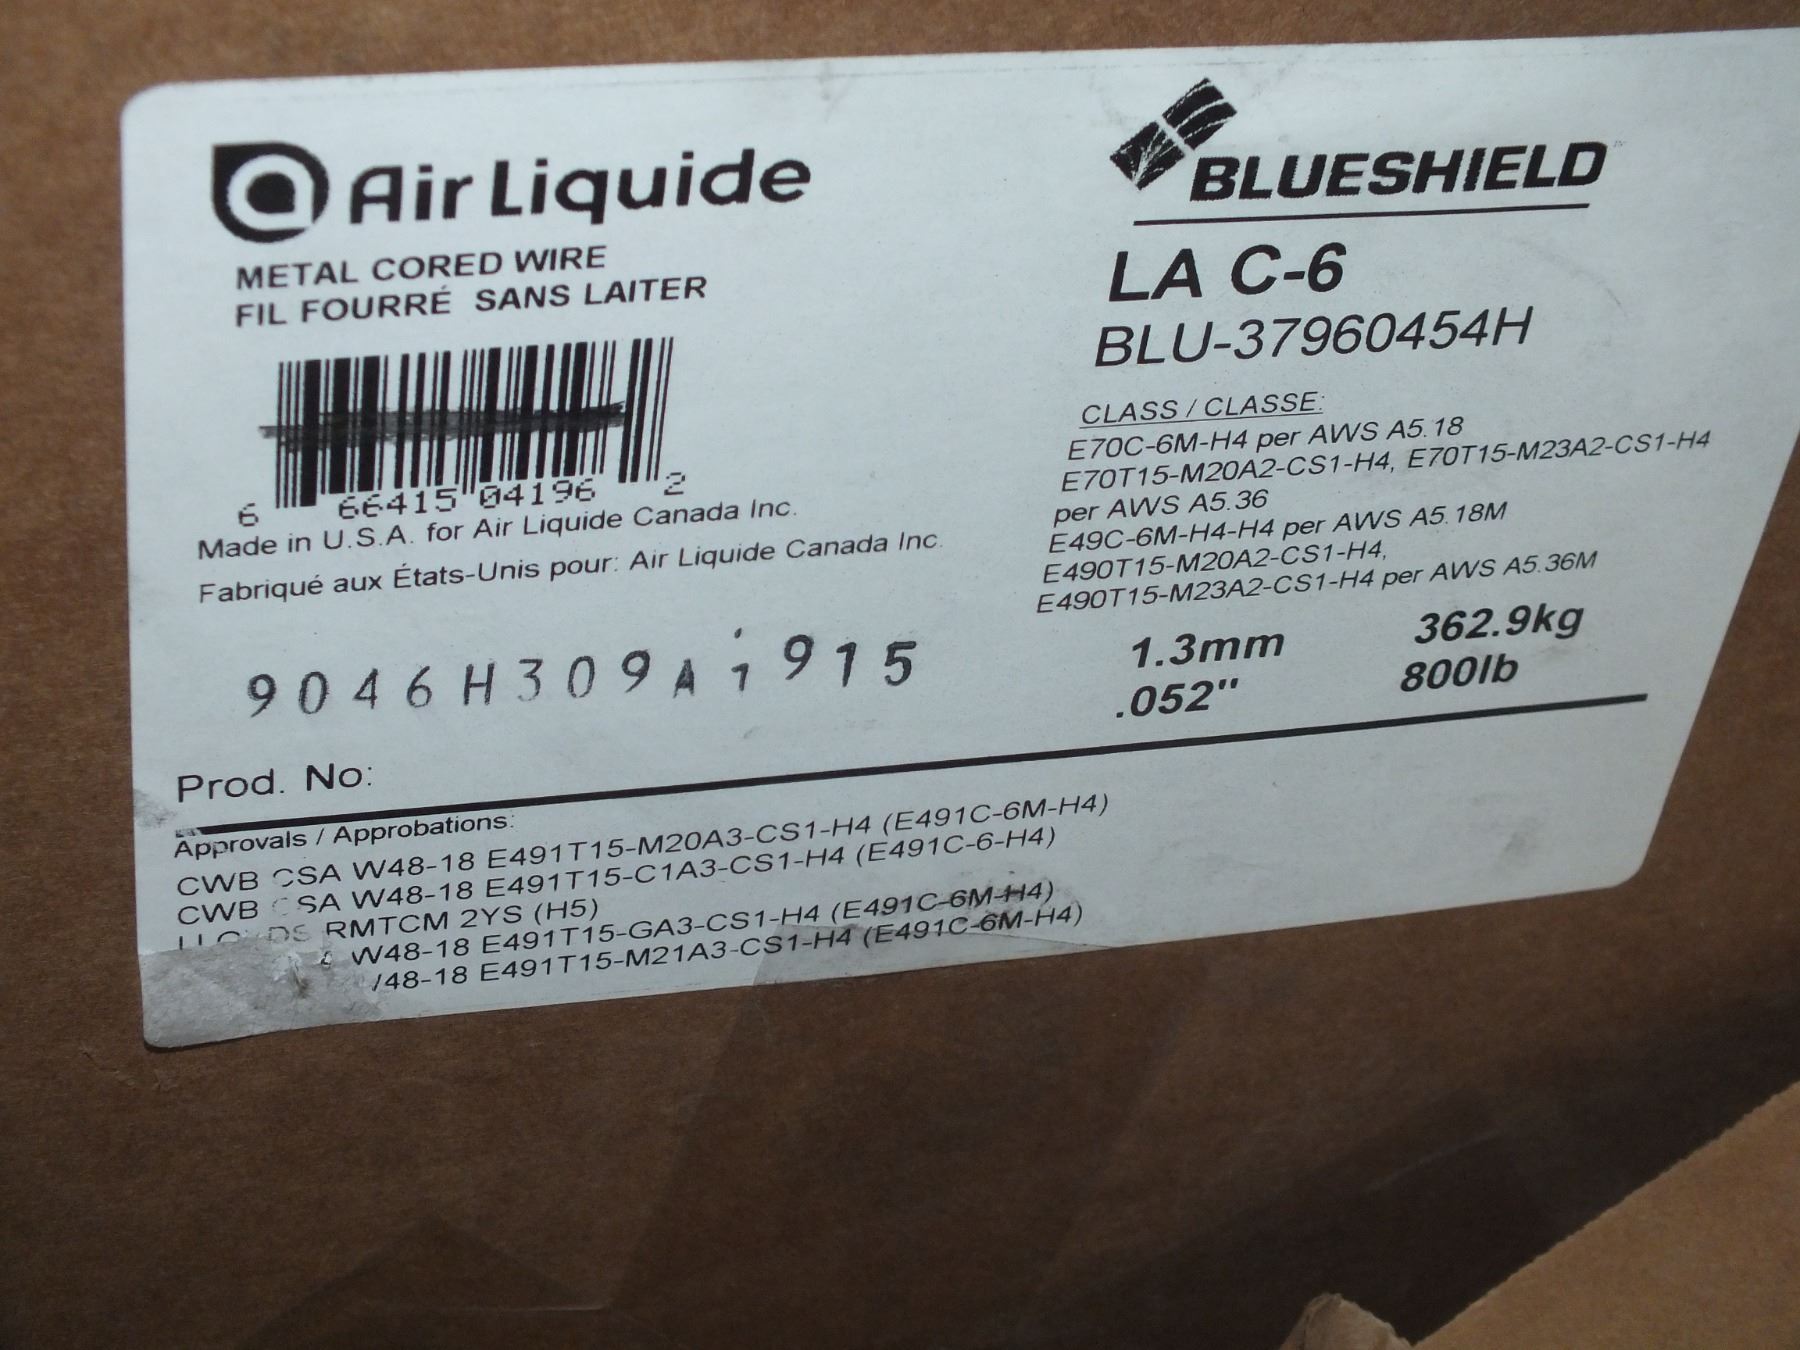 Air Liquide
METAL CORED WIRE
FIL FOURRÉ SANS LAITER
6 66415 04196 2
Made in U.S.A. for Air Liquide Canada Inc.
Fabriqué aux États-Unis pour: Air Liquide Canada Inc.
9046H309A1915
Prod. No:
BLUESHIELD
LA C-6
BLU-37960454H
CLASS / CLASSE:
E70C-6M-H4 per AWS A5.18
E70T15-M20A2-CS1-H4, E70T15-M23A2-CS1-H4
per AWS A5.36
E49C-6M-H4-H4 per AWS A5.18M
E490T15-M20A2-CS1-H4,
E490T15-M23A2-CS1-H4 per AWS A5.36M
1.3mm 362.9kg
.052" 800lb
Approvals / Approbations:
CWB CSA W48-18 E491T15-M20A3-CS1-H4 (E491C-6M-H4)
CWB CSA W48-18 E491T15-C1A3-CS1-H4 (E491C-6-H4)
RMTCM 2YS (H5)
W48-18 E491T15-GA3-CS1-H4 (E491C-6M-H4)
/48-18 E491T15-M21A3-CS1-H4 (E491C-6M-H4)